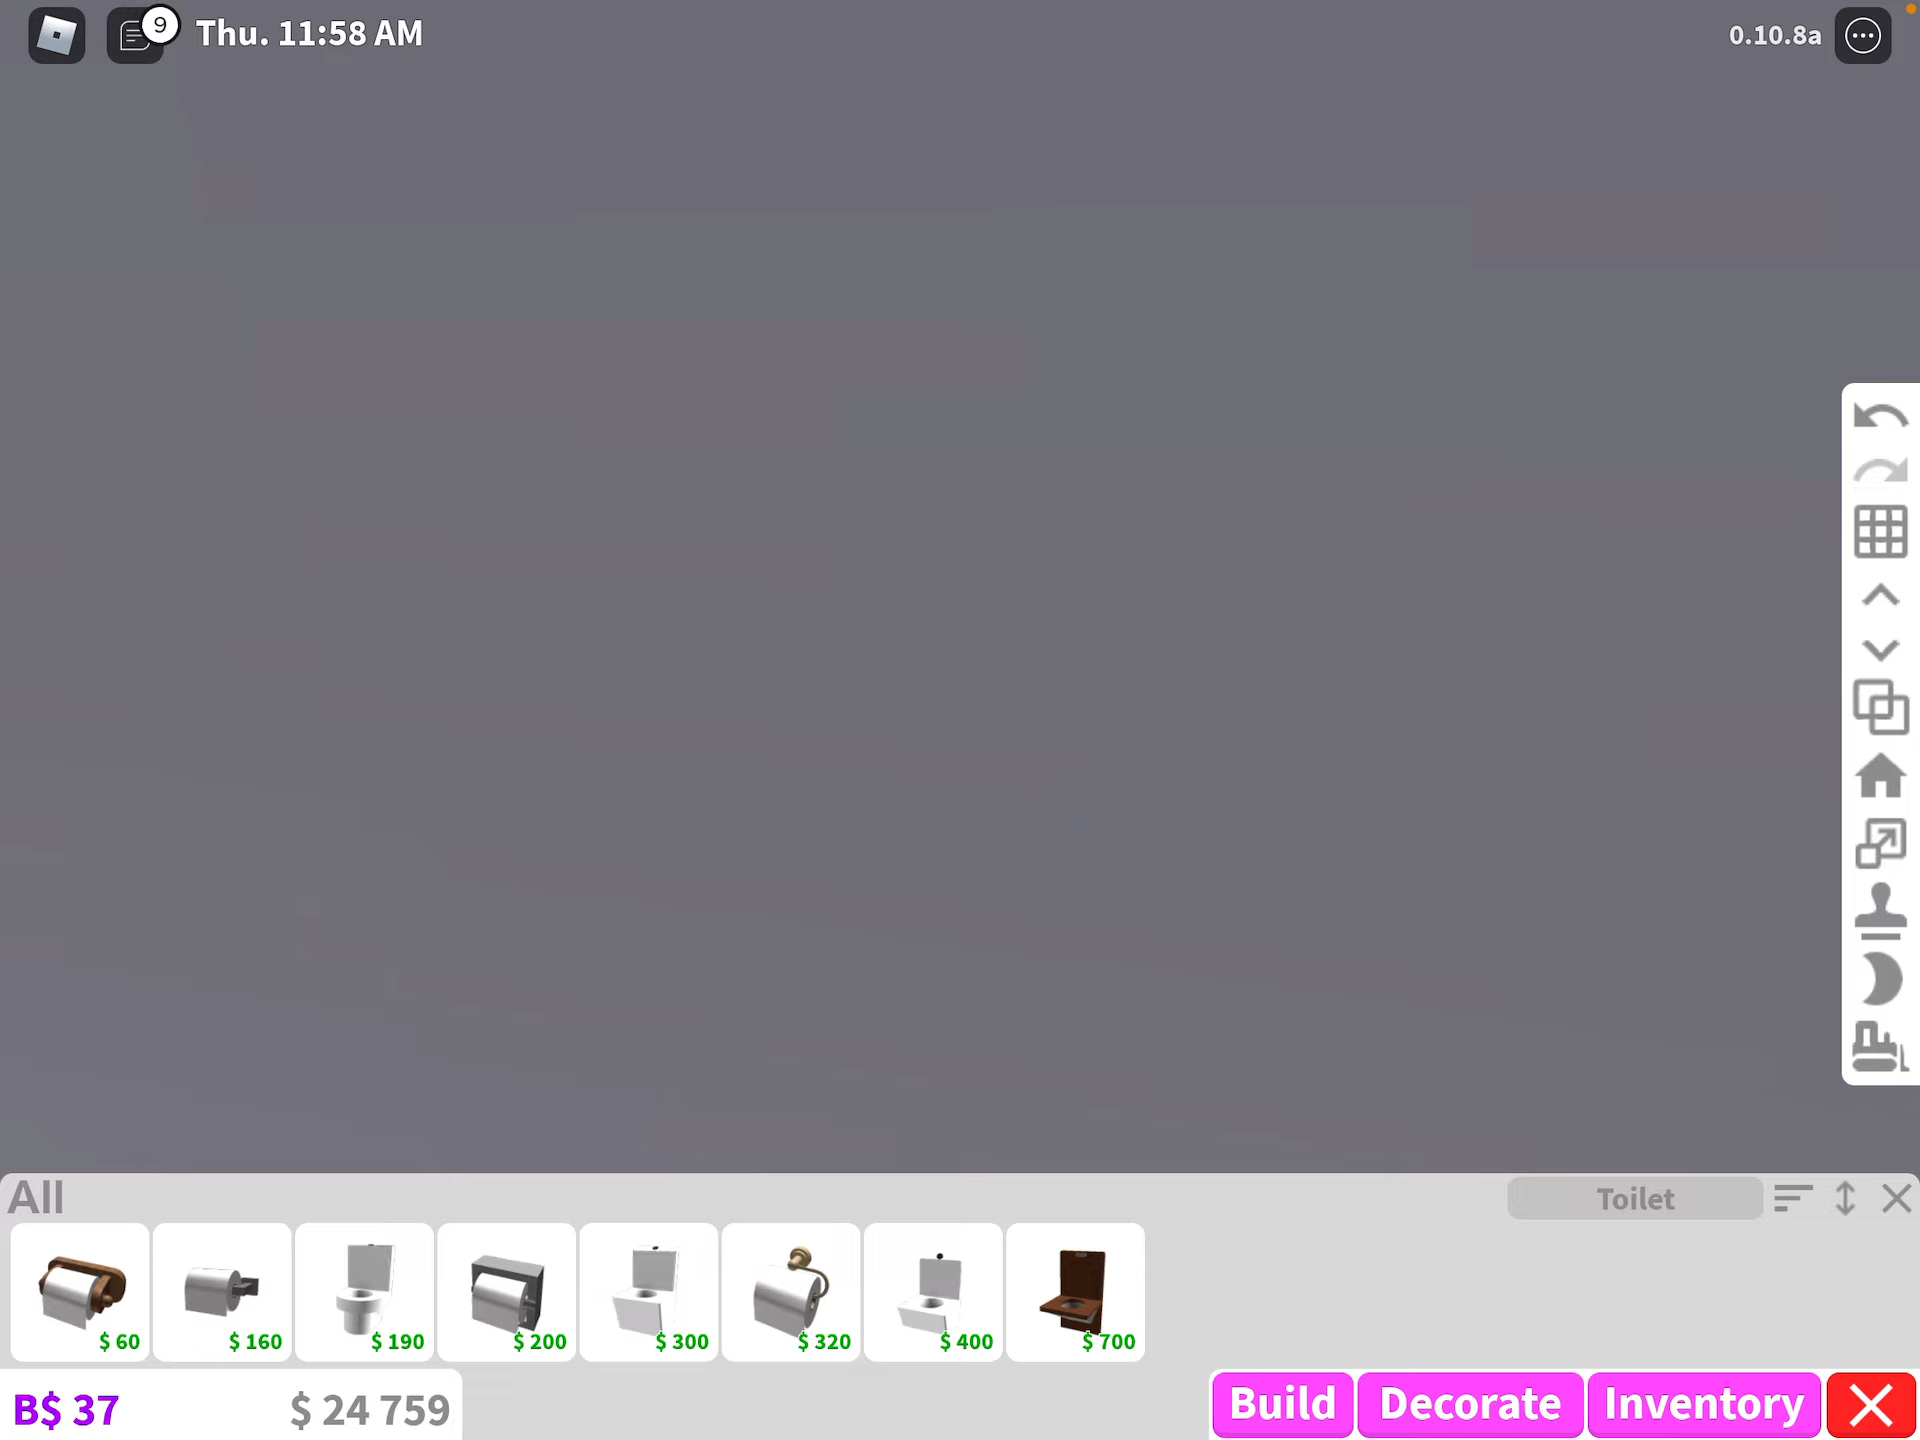 9
Thu. 11:58 AM
0.10.8a
All
Toilet
$ 60
$ 160
$ 190
$ 200
$ 300
$ 320
$ 400
$ 700
B$ 37
$ 24 759
Build
Decorate
Inventory